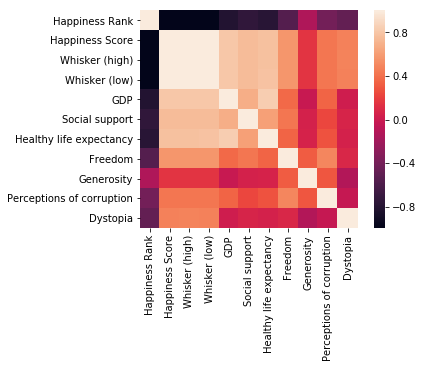 Happiness Rank
Happiness Score
Whisker (high)
Whisker (low)
GDP
Social support
Healthy life expectancy
Freedom
Generosity
Perceptions of corruption
Dystopia
Happiness Rank
Happiness Score
Whisker (high)
Whisker (low)
GDP
Social support
Healthy life expectancy
Freedom
Generosity
Perceptions of corruption
Dystopia
0.8
0.4
0.0
−0.4
−0.8